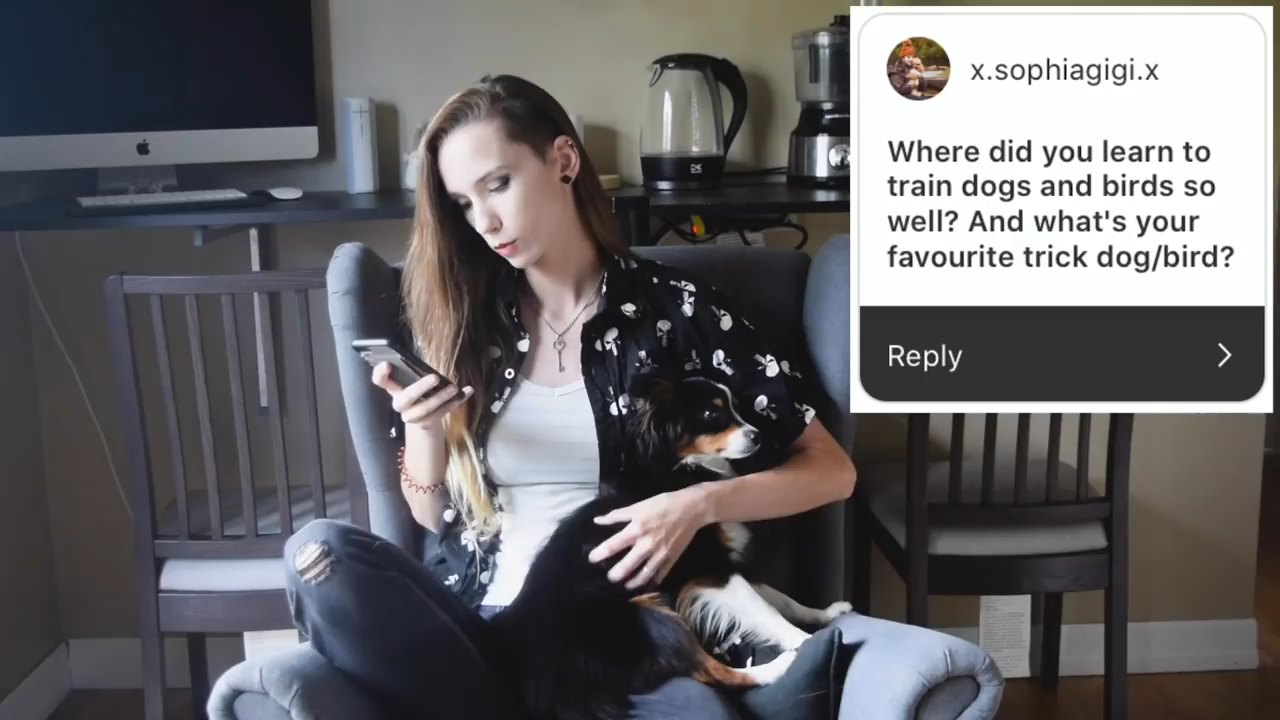 x.sophiagigi.x
Where did you learn to
train dogs and birds so
well? And what's your
favourite trick dog/bird?
Reply